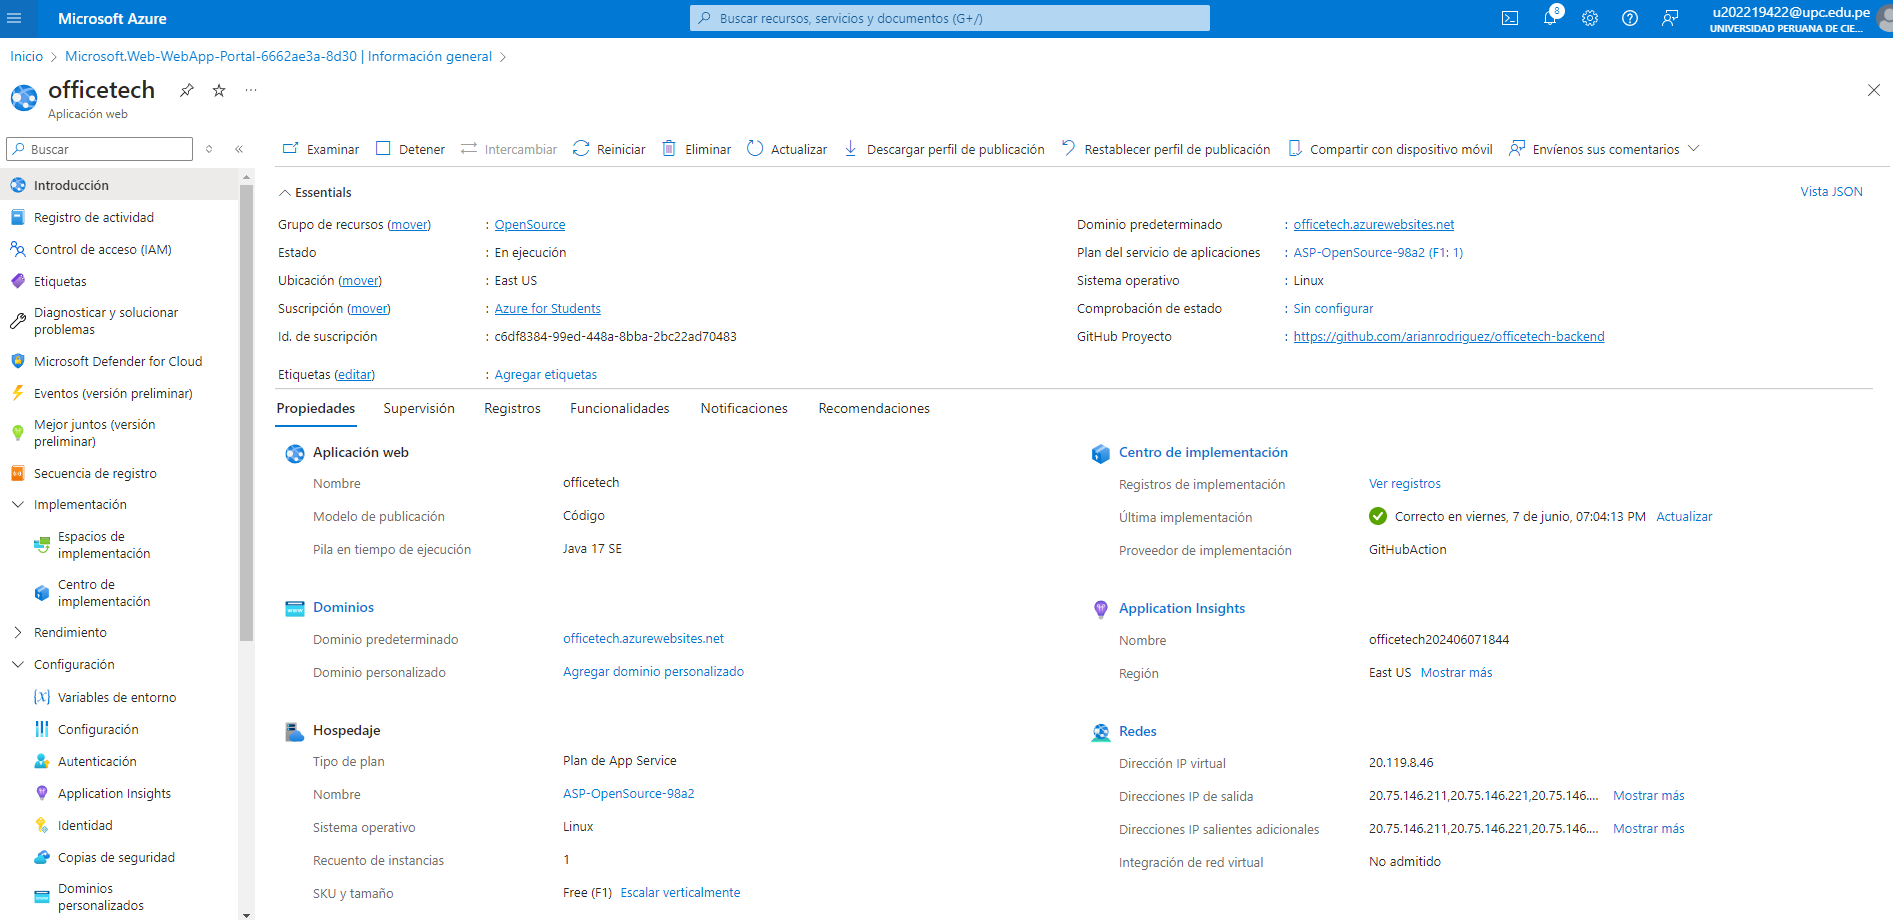 Microsoft Azure
Buscar recursos, servicios y documentos (G+/)
8
u202219422@upc.edu.pe
UNIVERSIDAD PERUANA DE CIE...
Inicio > Microsoft.Web-WebApp-Portal-6662ae3a-8d30 | Información general >
officetech
Aplicación web
Buscar
Examinar Detener Intercambiar Reiniciar Eliminar Actualizar Descargar perfil de publicación Restablecer perfil de publicación Compartir con dispositivo móvil Envíenos sus comentarios
Introducción
Registro de actividad
Control de acceso (IAM)
Etiquetas
Diagnosticar y solucionar
problemas
Microsoft Defender for Cloud
Eventos (versión preliminar)
Mejor juntos (versión
preliminar)
Secuencia de registro
Implementación
Espacios de
implementación
Centro de
implementación
Rendimiento
Configuración
Variables de entorno
Configuración
Autenticación
Application Insights
Identidad
Copias de seguridad
Dominios
personalizados
Essentials
Vista JSON
Grupo de recursos (mover) : OpenSource
Estado : En ejecución
Ubicación (mover) : East US
Suscripción (mover) : Azure for Students
Id. de suscripción : c6df8384-99ed-448a-8bba-2bc22ad70483
Etiquetas (editar) : Agregar etiquetas
Dominio predeterminado : officetech.azurewebsites.net
Plan del servicio de aplicaciones : ASP-OpenSource-98a2 (F1: 1)
Sistema operativo : Linux
Comprobación de estado : Sin configurar
GitHub Proyecto : https://github.com/arianrodriguez/officetech-backend
Propiedades Supervisión Registros Funcionalidades Notificaciones Recomendaciones
Aplicación web
Nombre officetech
Modelo de publicación Código
Pila en tiempo de ejecución Java 17 SE
Dominios
Dominio predeterminado officetech.azurewebsites.net
Dominio personalizado Agregar dominio personalizado
Hospedaje
Tipo de plan Plan de App Service
Nombre ASP-OpenSource-98a2
Sistema operativo Linux
Recuento de instancias 1
SKU y tamaño Free (F1) Escalar verticalmente
Centro de implementación
Registros de implementación Ver registros
Última implementación Correcto en viernes, 7 de junio, 07:04:13 PM Actualizar
Proveedor de implementación GitHubAction
Application Insights
Nombre officetech202406071844
Región East US Mostrar más
Redes
Dirección IP virtual 20.119.8.46
Direcciones IP de salida 20.75.146.211,20.75.146.221,20.75.146.... Mostrar más
Direcciones IP salientes adicionales 20.75.146.211,20.75.146.221,20.75.146.... Mostrar más
Integración de red virtual No admitido